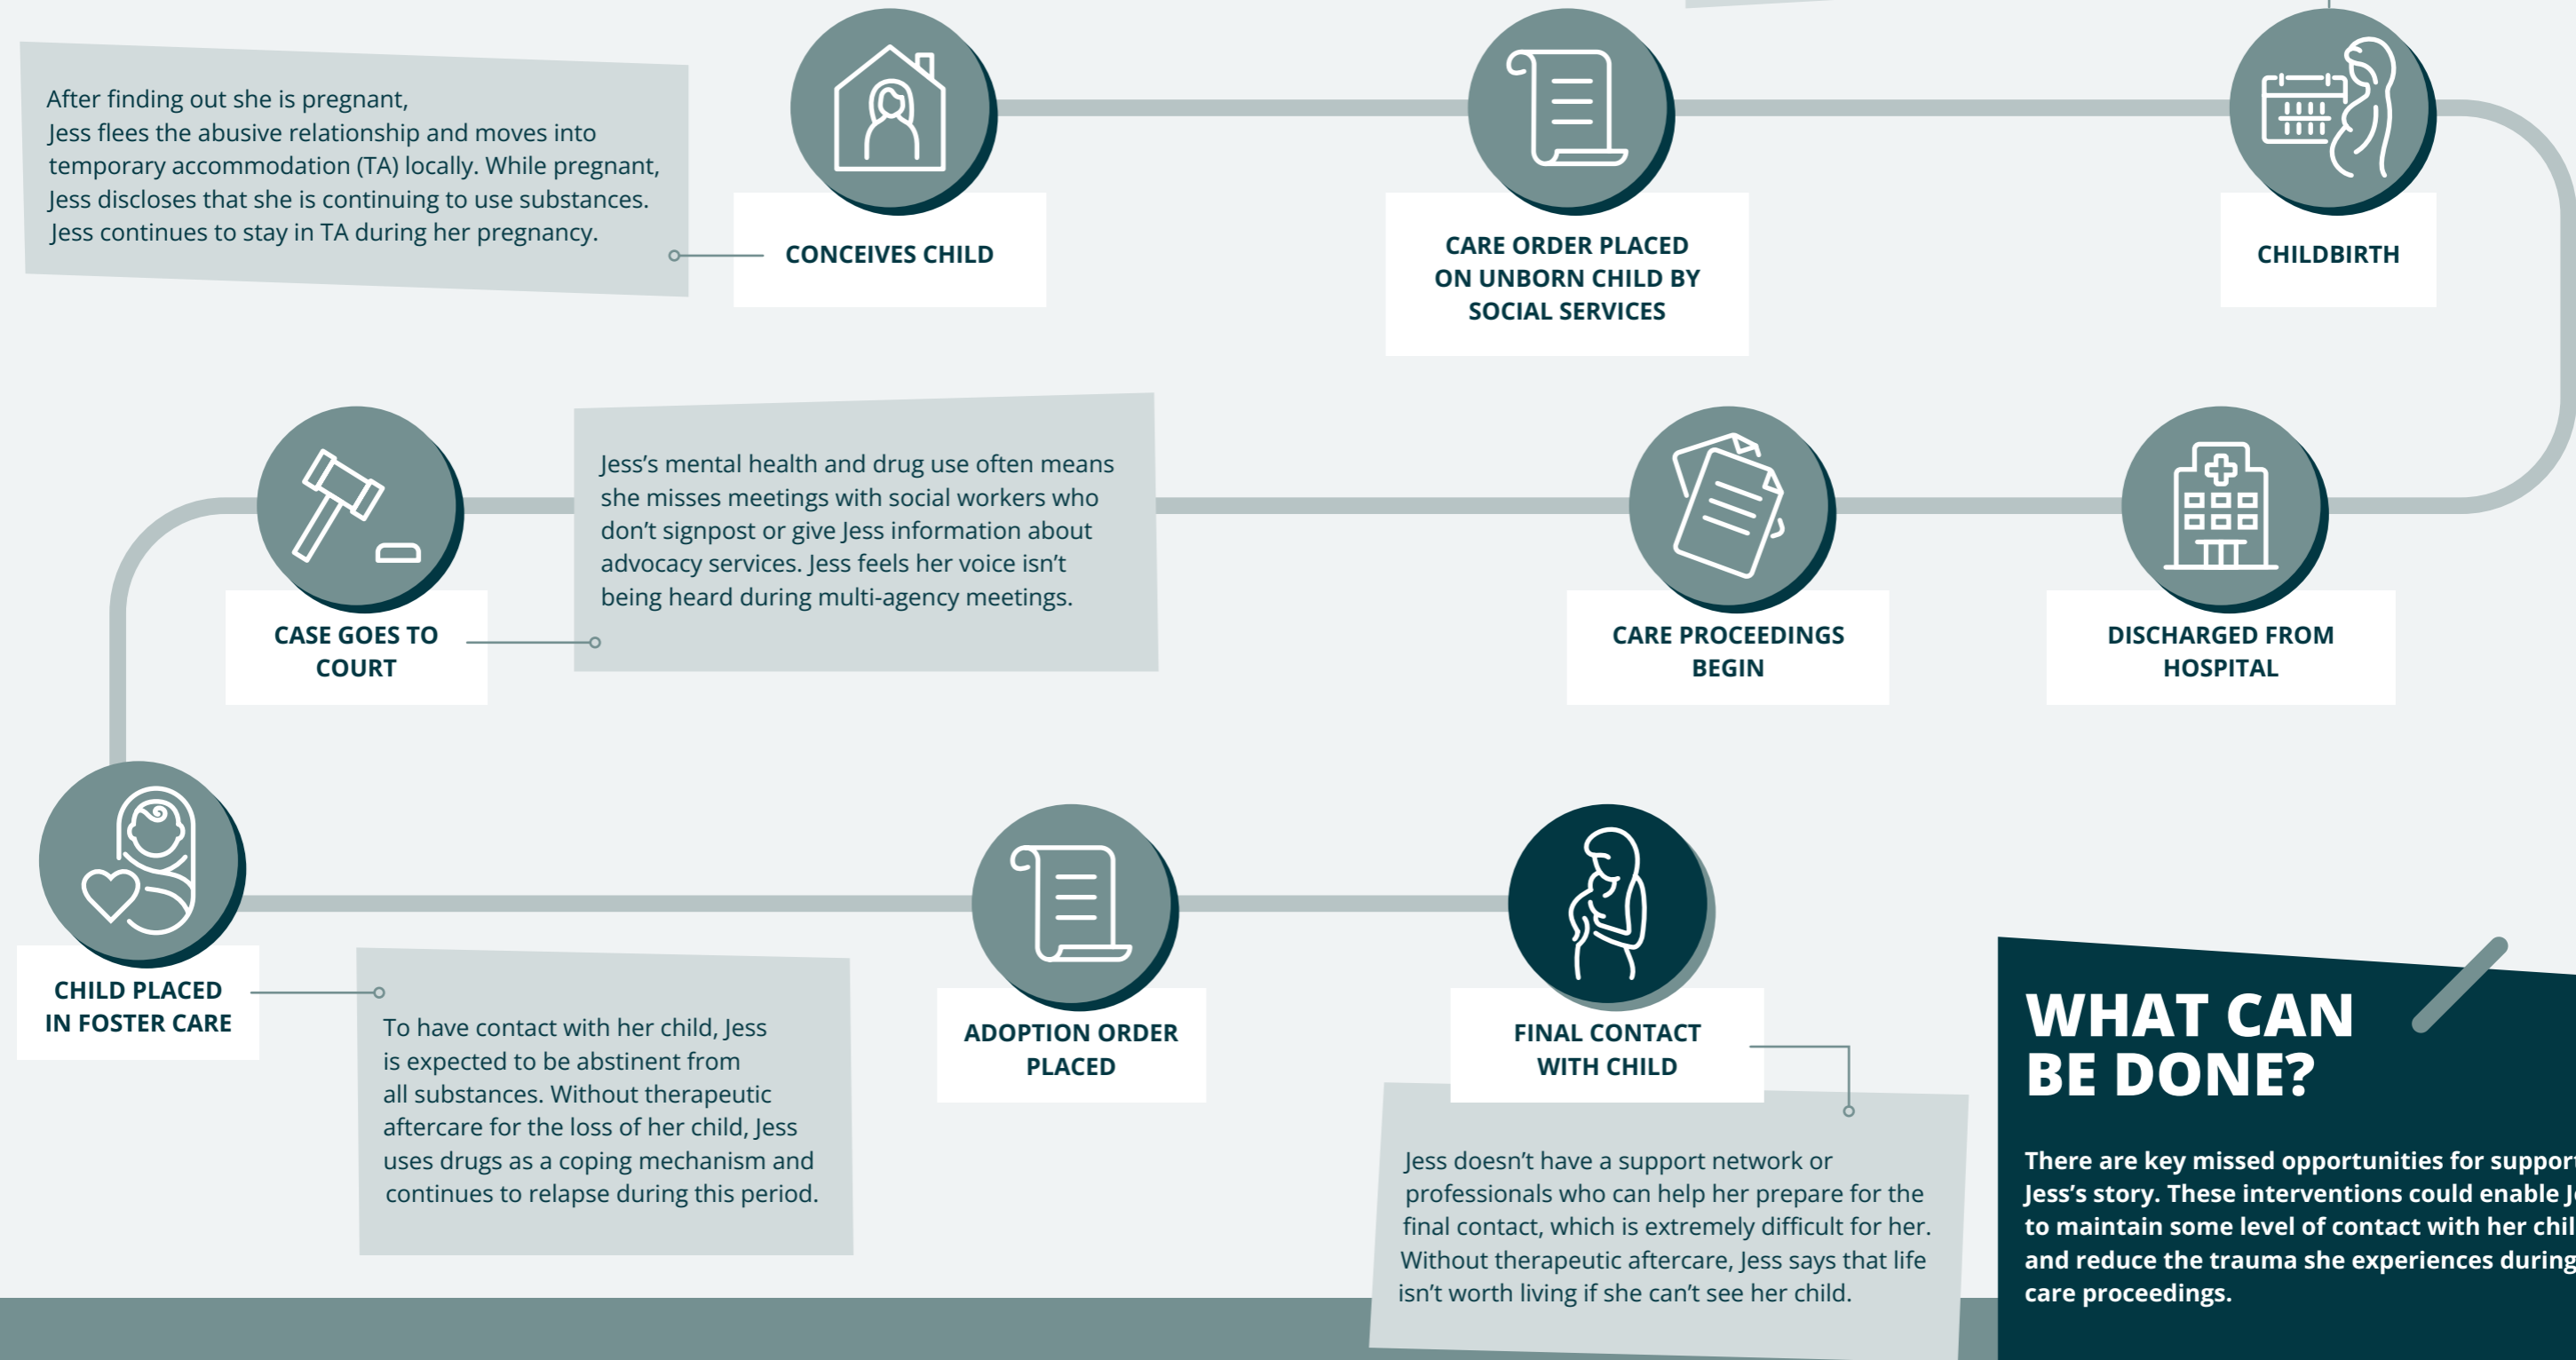 After finding out she is pregnant,
Jess flees the abusive relationship and moves into
temporary accommodation (TA) locally. While pregnant,
Jess discloses that she is continuing to use substances.
Jess continues to stay in TA during her pregnancy.
CONCEIVES CHILD
CARE ORDER PLACED
ON UNBORN CHILD BY
SOCIAL SERVICES
CHILDBIRTH
DISCHARGED FROM
HOSPITAL
CARE PROCEEDINGS
BEGIN
Jess’s mental health and drug use often means
she misses meetings with social workers who
don’t signpost or give Jess information about
advocacy services. Jess feels her voice isn’t
being heard during multi-agency meetings.
CASE GOES TO
COURT
CHILD PLACED
IN FOSTER CARE
To have contact with her child, Jess
is expected to be abstinent from
all substances. Without therapeutic
aftercare for the loss of her child, Jess
uses drugs as a coping mechanism and
continues to relapse during this period.
ADOPTION ORDER
PLACED
FINAL CONTACT
WITH CHILD
Jess doesn’t have a support network or
professionals who can help her prepare for the
final contact, which is extremely difficult for her.
Without therapeutic aftercare, Jess says that life
isn’t worth living if she can’t see her child.
WHAT CAN
BE DONE?
There are key missed opportunities for support
Jess’s story. These interventions could enable
to maintain some level of contact with her
and reduce the trauma she experiences during
care proceedings.